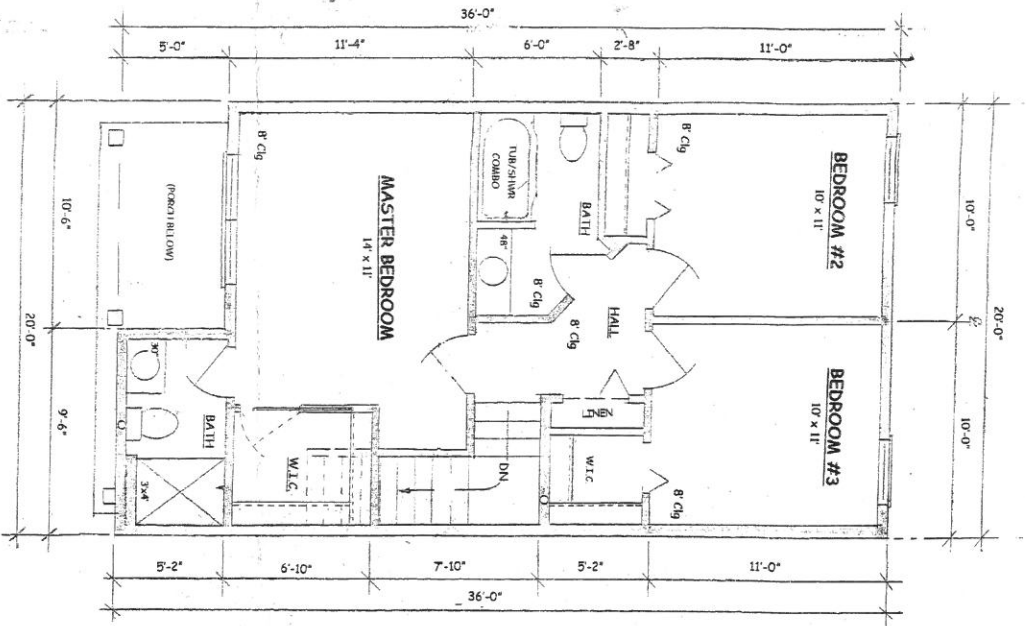 36'-0"
5'-0"
11'-4"
6'-0"
2'-8"
11'-0"
8' Clg
TUB/SHWR
COMBO
BATH
48"
8' Clg
8' Clg
BEDROOM #2
10' x 11'
10'-0"
20'-0"
10'-6"
(PORCH BELOW)
MASTER BEDROOM
14' x 11'
HALL
8' Clg
20'-0"
9'-6"
30"
BATH
3'x4'
W.I.C.
DN
LINEN
W.I.C
BEDROOM #3
10' x 11'
8' Clg
10'-0"
5'-2"
6'-10"
7'-10"
5'-2"
11'-0"
36'-0"